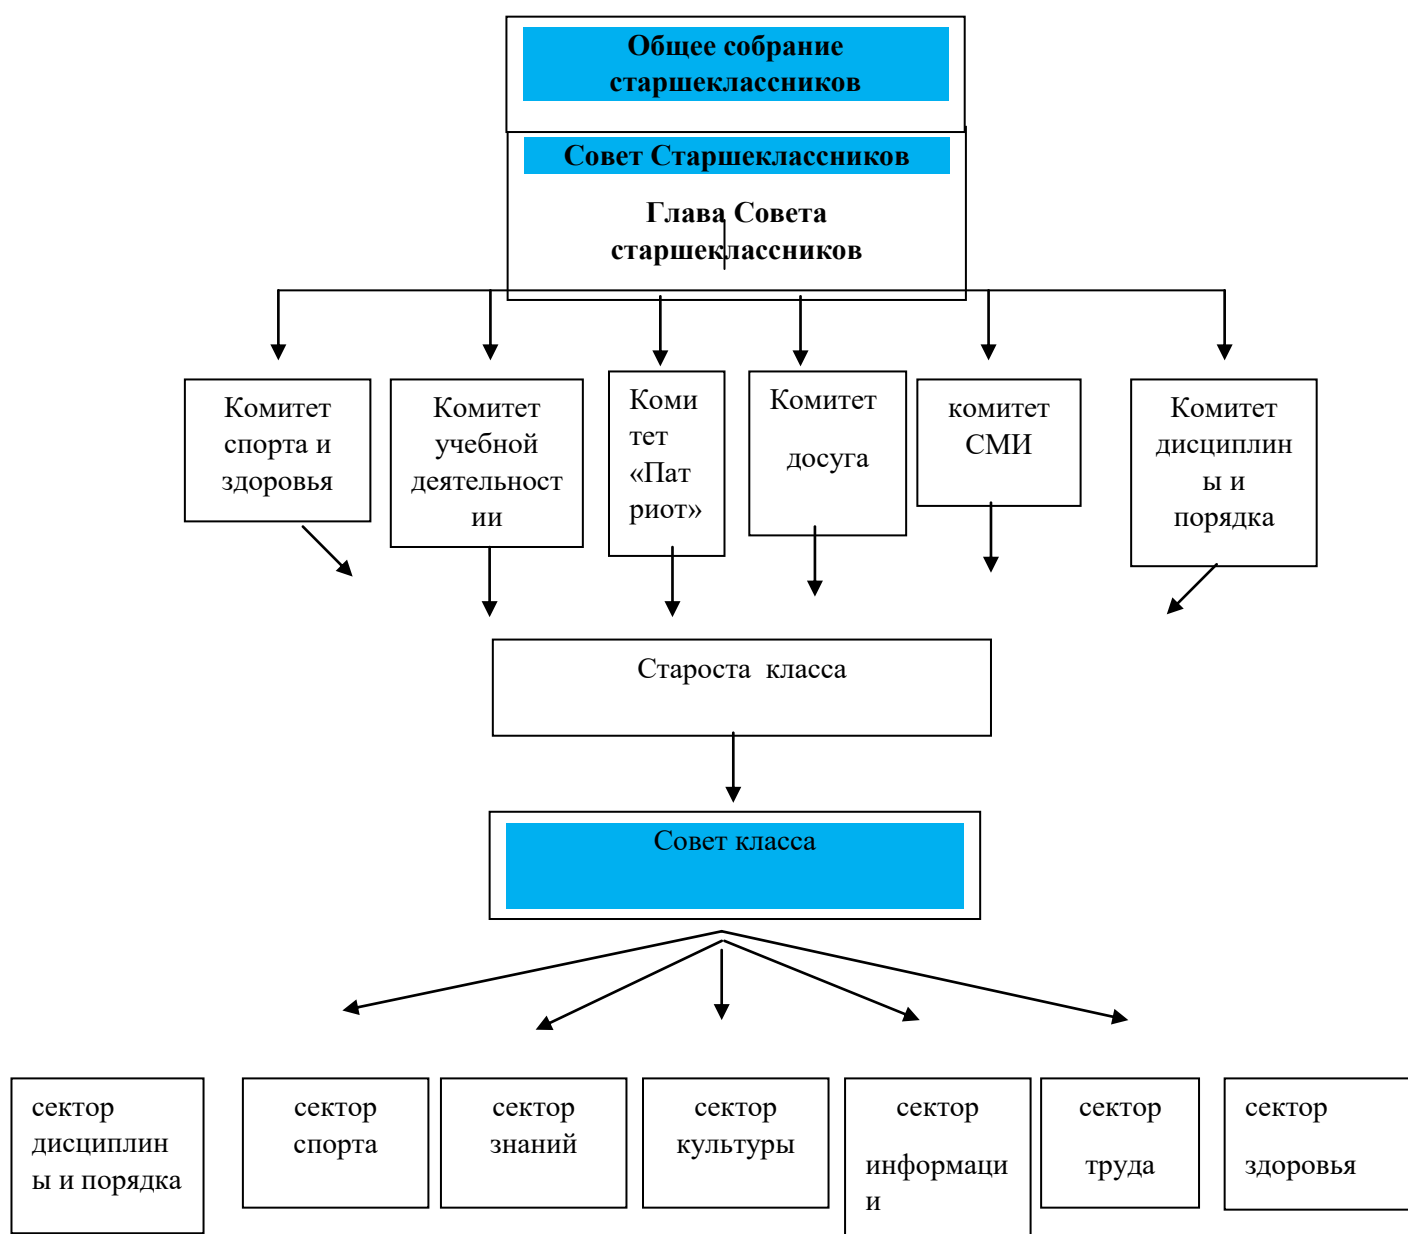 Общее собрание
старшеклассников
Совет Старшеклассников
Глава Совета
старшеклассников
Комитет
спорта и
здоровья
Комитет
учебной
деятельност
ии
Коми
тет
«Пат
риот»
Комитет
досуга
комитет
СМИ
Комитет
дисциплин
ы и
порядка
Староста класса
Совет класса
сектор
дисциплин
ы и порядка
сектор
спорта
сектор
знаний
сектор
культуры
сектор
информаци
и
сектор
труда
сектор
здоровья